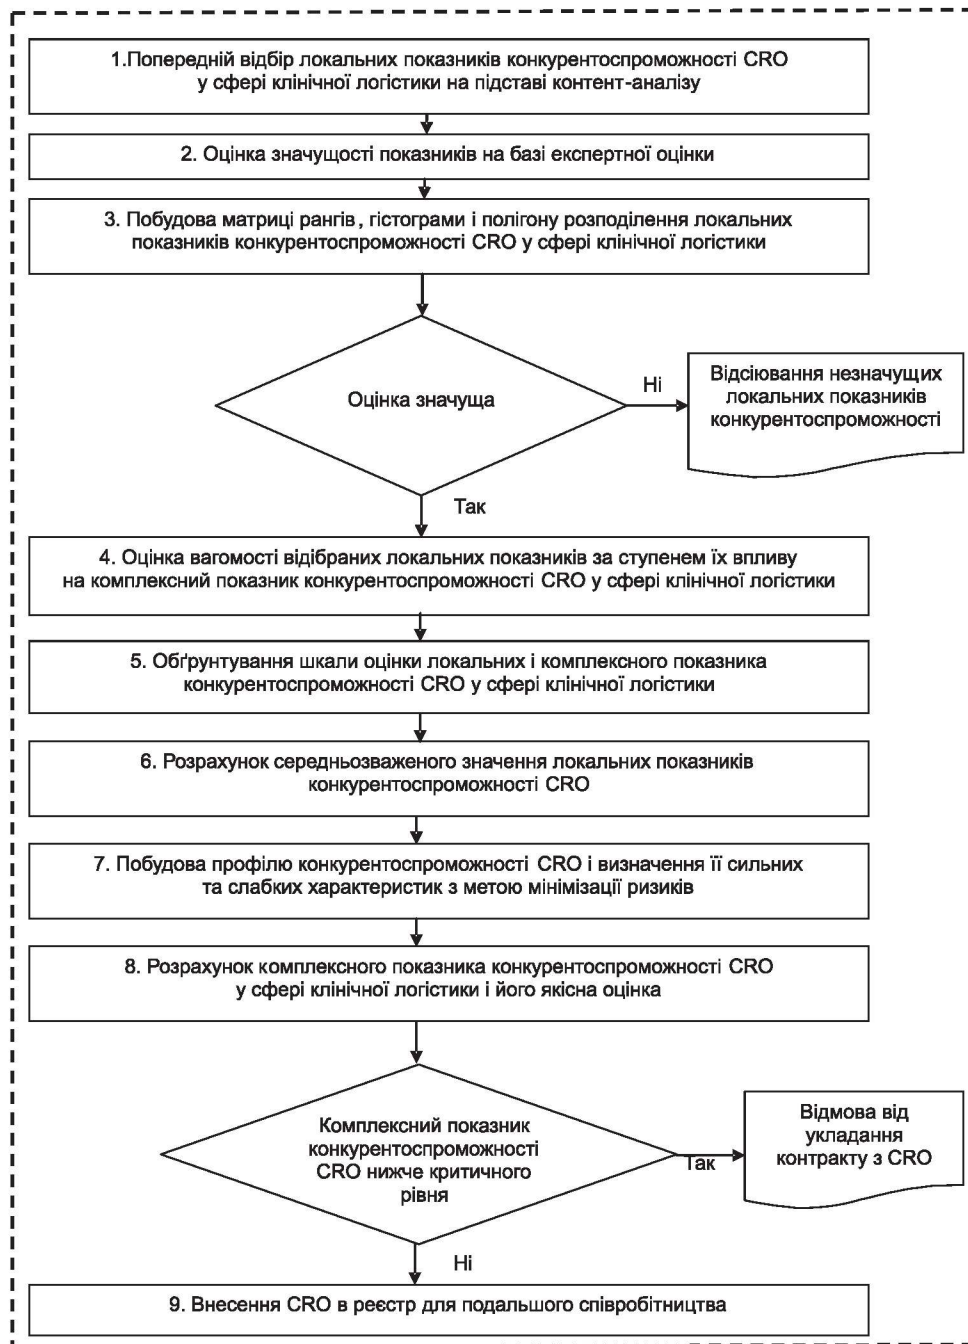 1.Попередній відбір локальних показників конкурентоспроможності CRO
у сфері клінічної логістики на підставі контент-аналізу
2. Оцінка значущості показників на базі експертної оцінки
3. Побудова матриці рангів, гістограми і полігону розподілення локальних
показників конкурентоспроможності CRO у сфері клінічної логістики
Оцінка значуща
Ні
Відсіювання незначущих
локальних показників
конкурентоспроможності
Так
4. Оцінка вагомості відібраних локальних показників за ступенем їх впливу
на комплексний показник конкурентоспроможності CRO у сфері клінічної логістики
5. Обґрунтування шкали оцінки локальних і комплексного показника
конкурентоспроможності CRO у сфері клінічної логістики
6. Розрахунок середньозваженого значення локальних показників
конкурентоспроможності CRO
7. Побудова профілю конкурентоспроможності CRO і визначення її сильних
та слабких характеристик з метою мінімізації ризиків
8. Розрахунок комплексного показника конкурентоспроможності CRO
у сфері клінічної логістики і його якісна оцінка
Комплексний показник
конкурентоспроможності
CRO нижче критичного
рівня
Так
Відмова від
укладання
контракту з CRO
Ні
9. Внесення CRO в реєстр для подальшого співробітництва